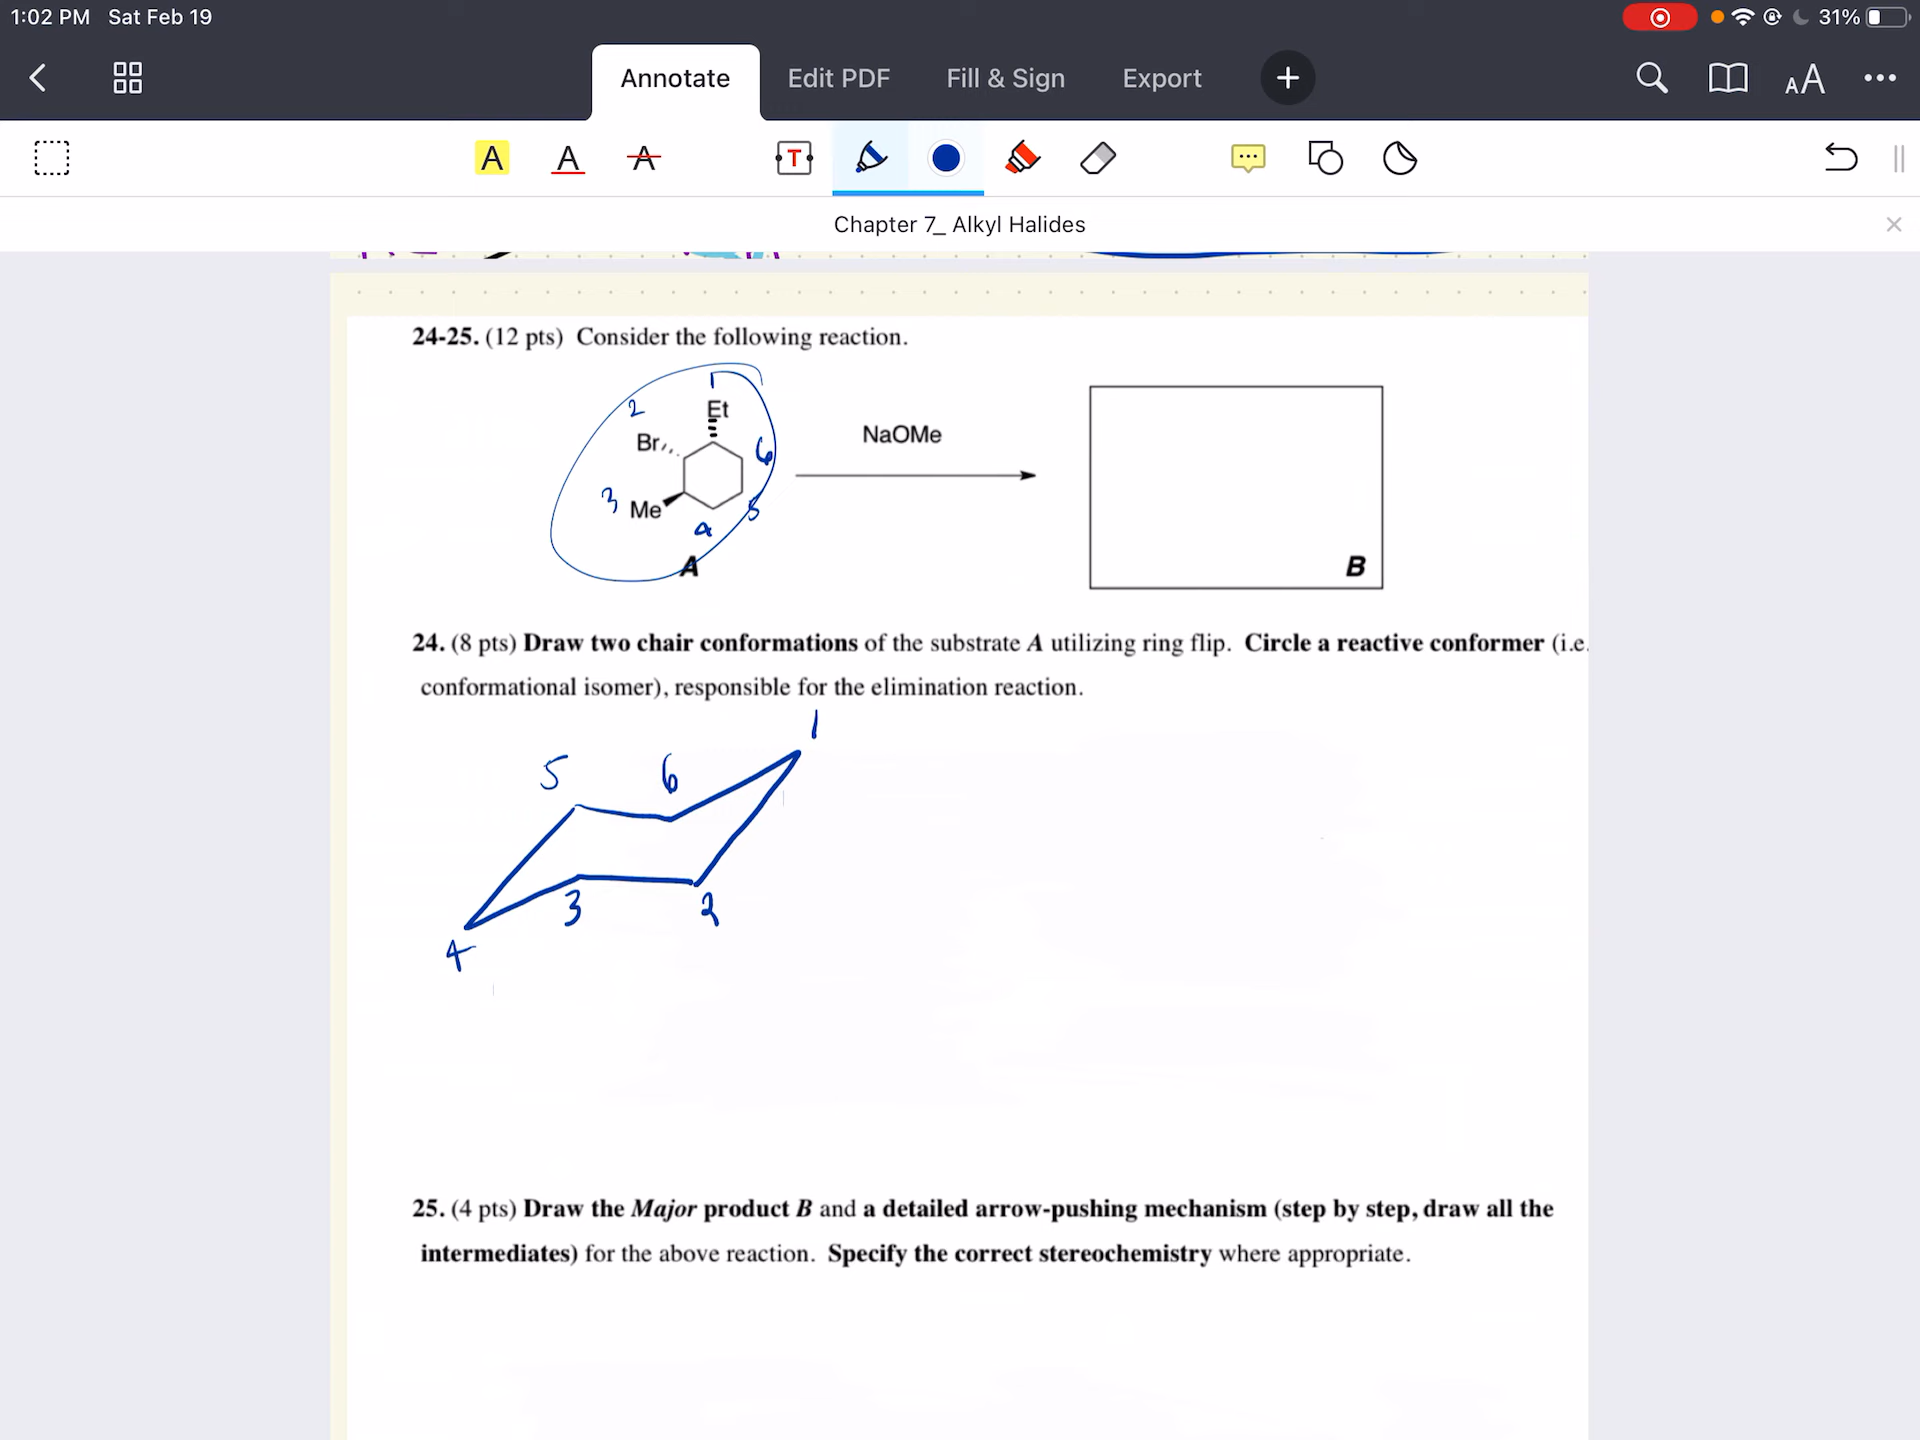 1:02 PM Sat Feb 19
31%
Annotate Edit PDF Fill & Sign Export
AA
A A A T
Chapter 7_ Alkyl Halides
24-25. (12 pts) Consider the following reaction.
1
2 Et
Br 6
NaOMe
3 Me 5
4
A B
24. (8 pts) Draw two chair conformations of the substrate A utilizing ring flip. Circle a reactive conformer (i.e.
conformational isomer), responsible for the elimination reaction.
1
5 6
3 2
4
25. (4 pts) Draw the Major product B and a detailed arrow-pushing mechanism (step by step, draw all the
intermediates) for the above reaction. Specify the correct stereochemistry where appropriate.